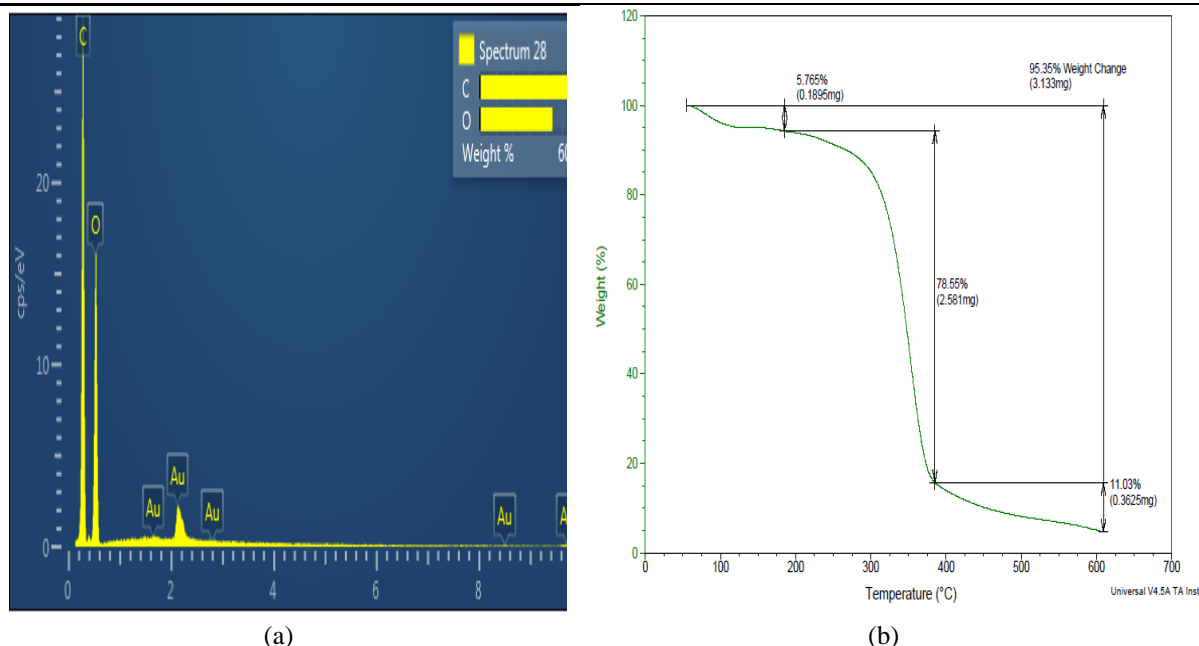 C
Spectrum 28
C
O
Weight % 60
O
20
cps/eV
10
Au
Au
Au
Au
0
0 2 4 6 8
(a)
120
5.765%
(0.1895mg)
95.35% Weight Change
(3.133mg)
100
80
Weight (%)
60
78.55%
(2.581mg)
40
20
11.03%
(0.3625mg)
0
0 100 200 300 400 500 600 700
Temperature (°C)
Universal V4.5A TA Inst
(b)